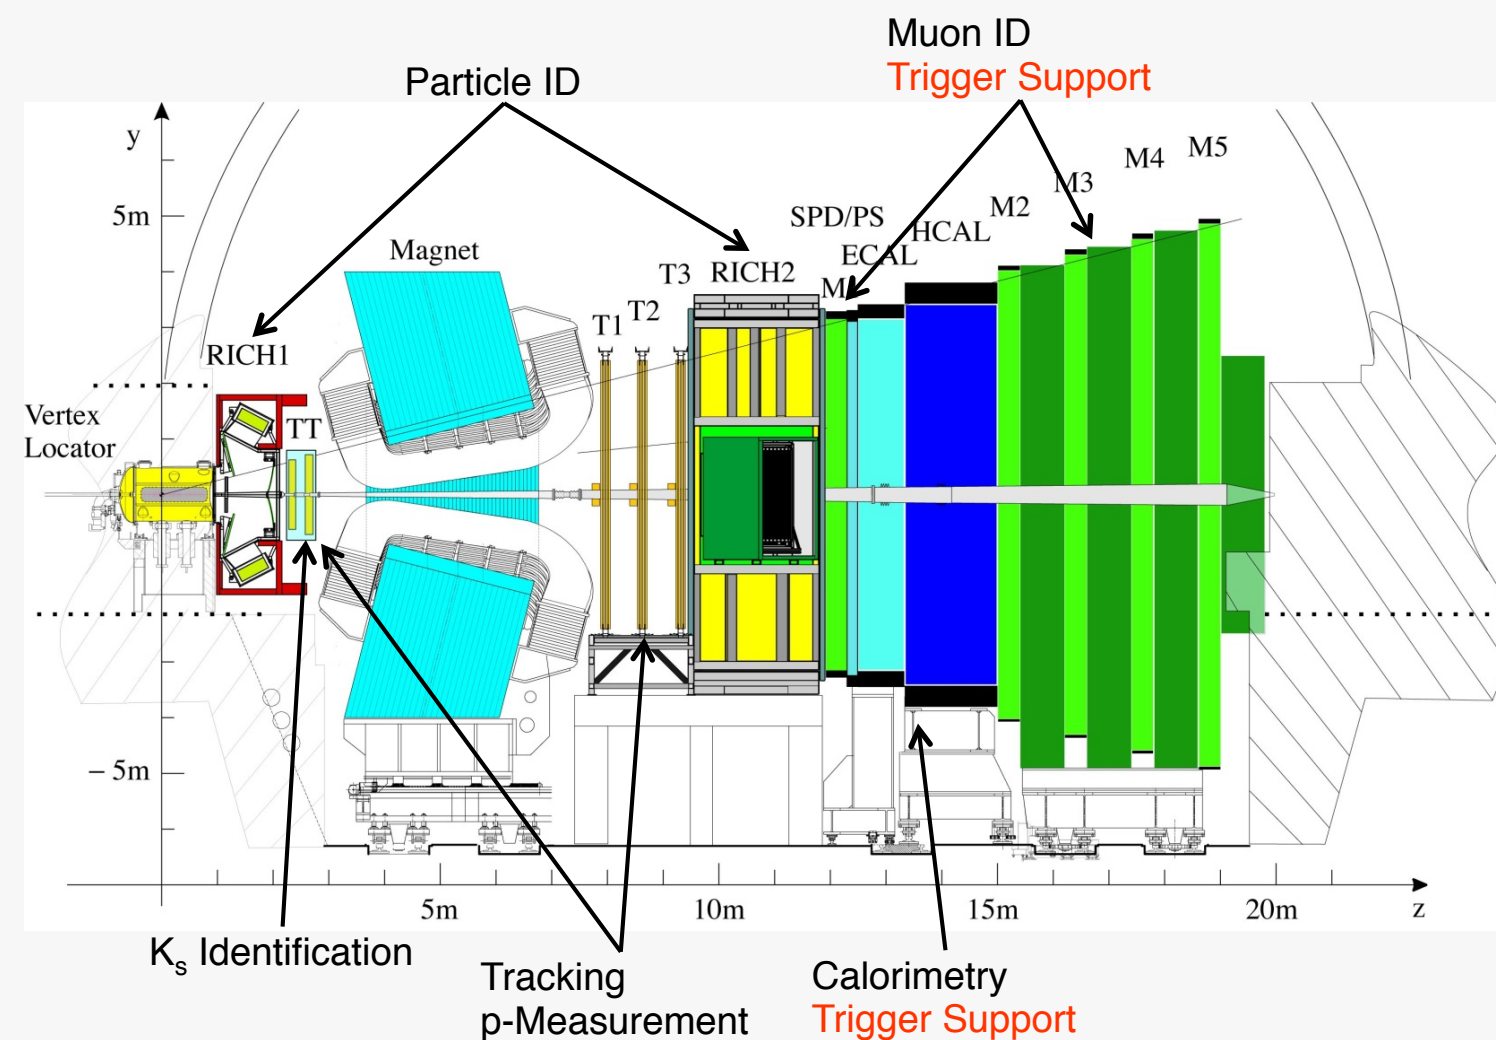 Muon ID
Trigger Support
Particle ID
y
M5
M4
M3
M2
5m
SPD/PS
HCAL
ECAL
Magnet
T3 RICH2
M
T2
T1
RICH1
Vertex
Locator
TT
− 5m
5m
10m
15m
20m
z
Ks Identification
Tracking
p-Measurement
Calorimetry
Trigger Support